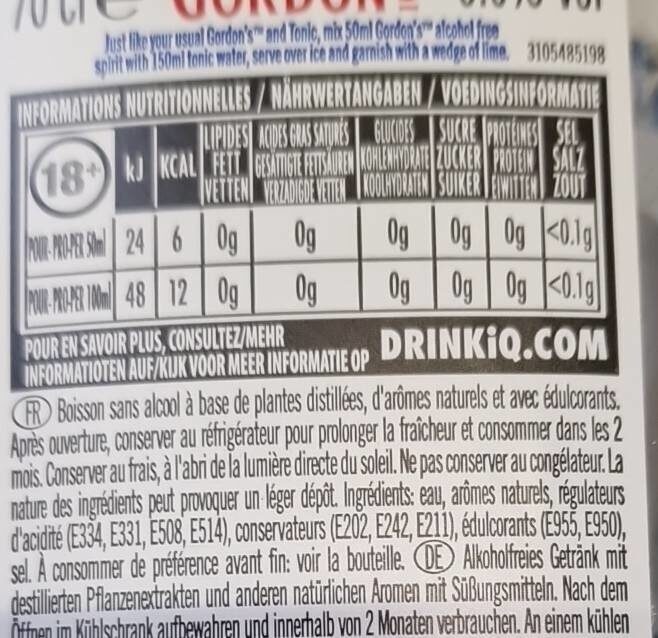 Just like your usual Gordon's™ and Tonic, mix 50ml Gordon's™ alcohol free
spirit with 150ml tonic water, serve over ice and garnish with a wedge of lime. 3105485198
INFORMATIONS NUTRITIONNELLES / NÄHRWERTANGABEN / VOEDINGSINFORMATIE
18+ kJ KCAL LIPIDES ACIDES GRAS SATURÉS GLUCIDES SUCRE PROTÉINES SEL
FETT GESÄTTIGTE FETTSÄUREN KOHLENHYDRATE ZUCKER PROTEIN SALZ
VETTEN VERZADIGDE VETTEN KOOLHYDRATEN SUIKER EIWITTEN ZOUT
POUR-PRO-PER 50ml 24 6 0g 0g 0g 0g 0g <0.1g
POUR-PRO-PER 100ml 48 12 0g 0g 0g 0g 0g <0.1g
POUR EN SAVOIR PLUS, CONSULTEZ/MEHR
INFORMATIOTEN AUF/KIJK VOOR MEER INFORMATIE OP DRINKiQ.COM
FR Boisson sans alcool à base de plantes distillées, d'arômes naturels et avec édulcorants.
Après ouverture, conserver au réfrigérateur pour prolonger la fraîcheur et consommer dans les 2
mois. Conserver au frais, à l'abri de la lumière directe du soleil. Ne pas conserver au congélateur. La
nature des ingrédients peut provoquer un léger dépôt. Ingrédients: eau, arômes naturels, régulateurs
d'acidité (E334, E331, E508, E514), conservateurs (E202, E242, E211), édulcorants (E955, E950),
sel. À consommer de préférence avant fin: voir la bouteille. DE Alkoholfreies Getränk mit
destillierten Pflanzenextrakten und anderen natürlichen Aromen mit Süßungsmitteln. Nach dem
Öffnen im Kühlschrank aufbewahren und innerhalb von 2 Monaten verbrauchen. An einem kühlen